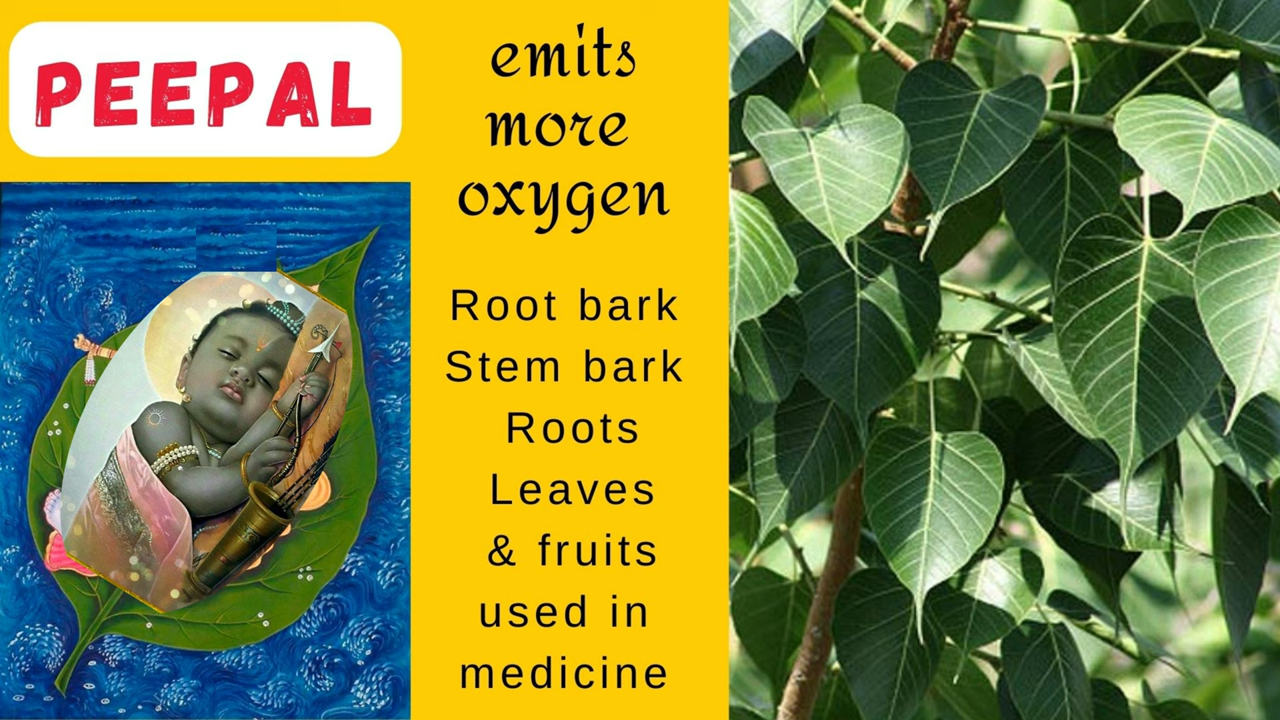 PEEPAL
emits
more
oxygen
Root bark
Stem bark
Roots
Leaves
& fruits
used in
medicine